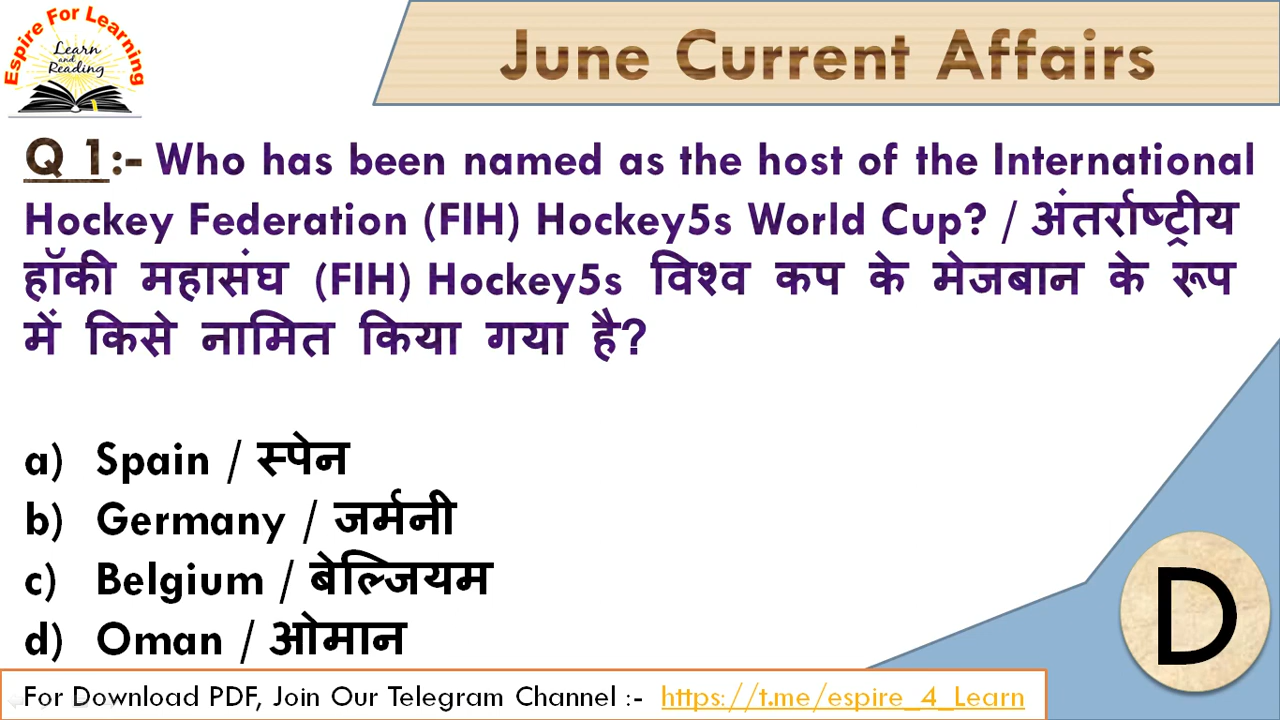 Espire For Learning
Learn
and
Reading
June Current Affairs
Q 1:- Who has been named as the host of the International
Hockey Federation (FIH) Hockey5s World Cup? / अंतर्राष्ट्रीय
हॉकी महासंघ (FIH) Hockey5s विश्व कप के मेजबान के रूप
में किसे नामित किया गया है?
a) Spain / स्पेन
b) Germany / जर्मनी
c) Belgium / बेल्जियम
d) Oman / ओमान
D
For Download PDF, Join Our Telegram Channel :- https://t.me/espire_4_Learn